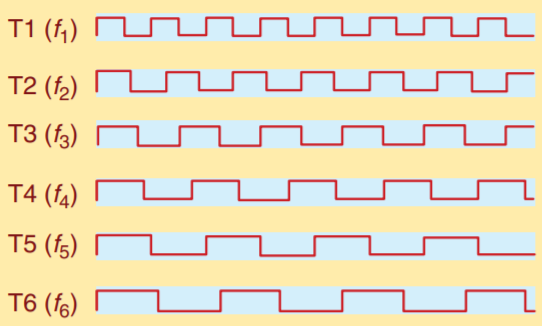 T1 (f1)
T2 (f2)
T3 (f3)
T4 (f4)
T5 (f5)
T6 (f6)